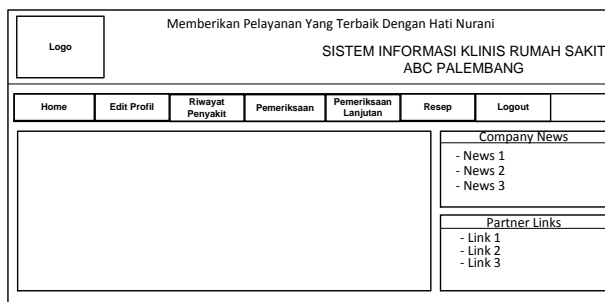 Memberikan Pelayanan Yang Terbaik Dengan Hati Nurani
Logo
SISTEM INFORMASI KLINIS RUMAH SAKIT
ABC PALEMBANG
Home
Edit Profil
Riwayat
Penyakit
Pemeriksaan
Pemeriksaan
Lanjutan
Resep
Logout
Company News
- News 1
- News 2
- News 3
Partner Links
- Link 1
- Link 2
- Link 3